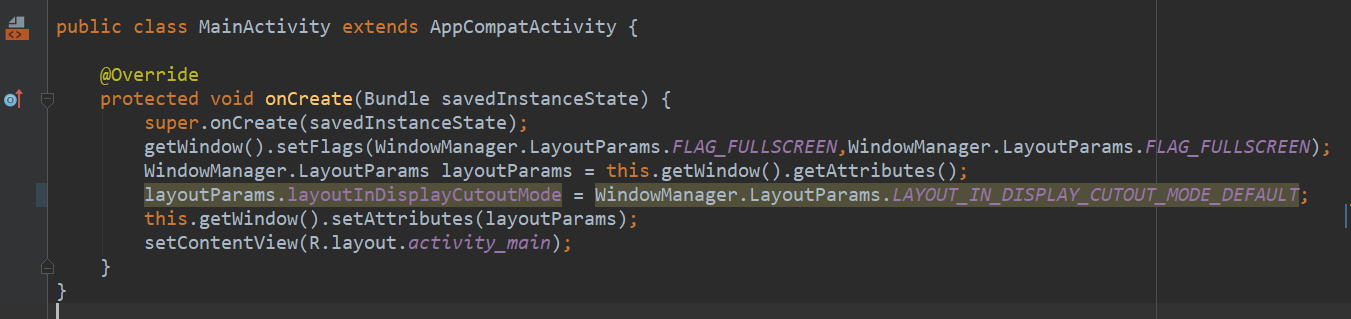 public class MainActivity extends AppCompatActivity {
@Override
protected void onCreate(Bundle savedInstanceState) {
super.onCreate(savedInstanceState);
getWindow().setFlags(WindowManager.LayoutParams.FLAG_FULLSCREEN,WindowManager.LayoutParams.FLAG_FULLSCREEN);
WindowManager.LayoutParams layoutParams = this.getWindow().getAttributes();
layoutParams.layoutInDisplayCutoutMode = WindowManager.LayoutParams.LAYOUT_IN_DISPLAY_CUTOUT_MODE_DEFAULT;
this.getWindow().setAttributes(layoutParams);
setContentView(R.layout.activity_main);
}
}